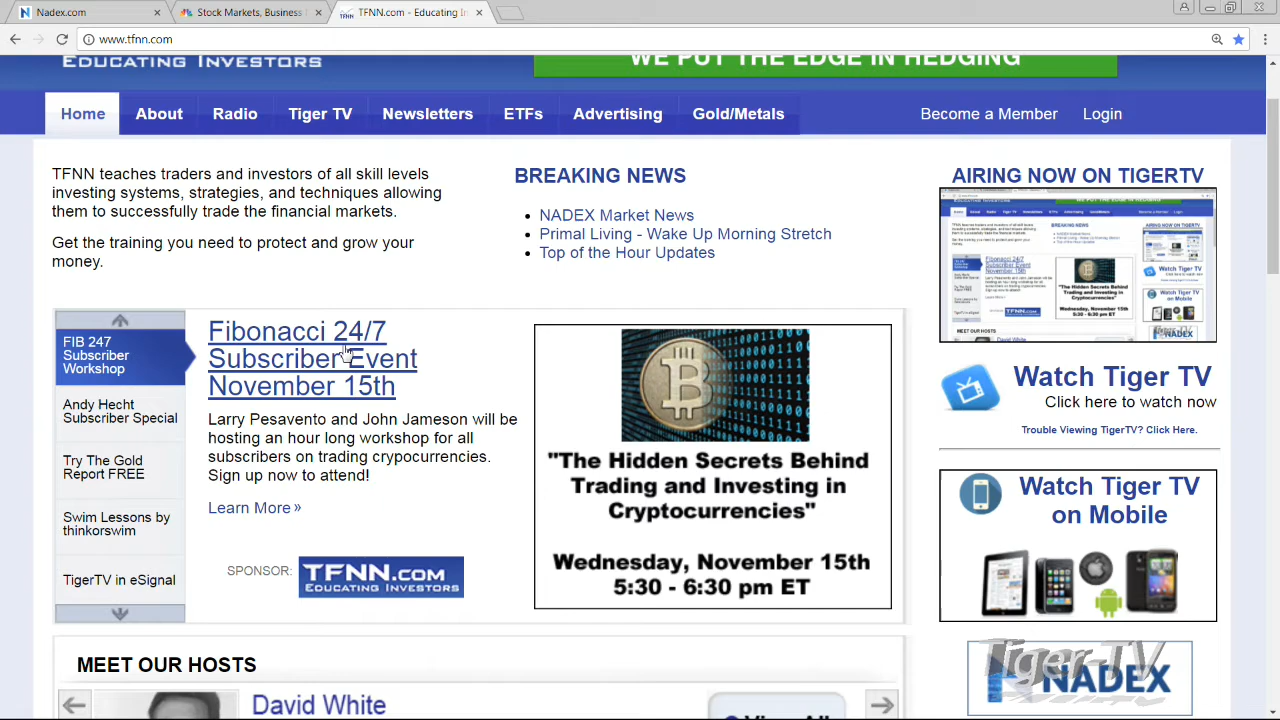 Nadex.com
Stock Markets, Business
TFNN.com - Educating In
www.tfnn.com
EDUCATING INVESTORS
WE PUT THE EDGE IN HEDGING
Home About Radio Tiger TV Newsletters ETFs Advertising Gold/Metals Become a Member Login
TFNN teaches traders and investors of all skill levels
investing systems, strategies, and techniques allowing
them to successfully trade the financial markets.
Get the training you need to protect and grow your
money.
BREAKING NEWS
NADEX Market News
Primal Living - Wake Up Morning Stretch
Top of the Hour Updates
AIRING NOW ON TIGERTV
FIB 247
Subscriber
Workshop
Andy Hecht
Subscriber Special
Try The Gold
Report FREE
Swim Lessons by
thinkorswim
TigerTV in eSignal
Fibonacci 24/7
Subscriber Event
November 15th
Larry Pesavento and John Jameson will be
hosting an hour long workshop for all
subscribers on trading crypocurrencies.
Sign up now to attend!
Learn More »
SPONSOR: TFNN.COM
EDUCATING INVESTORS
"The Hidden Secrets Behind
Trading and Investing in
Cryptocurrencies"
Wednesday, November 15th
5:30 - 6:30 pm ET
Watch Tiger TV
Click here to watch now
Trouble Viewing TigerTV? Click Here.
Watch Tiger TV
on Mobile
Tiger-TV
NADEX
MEET OUR HOSTS
David White
View All